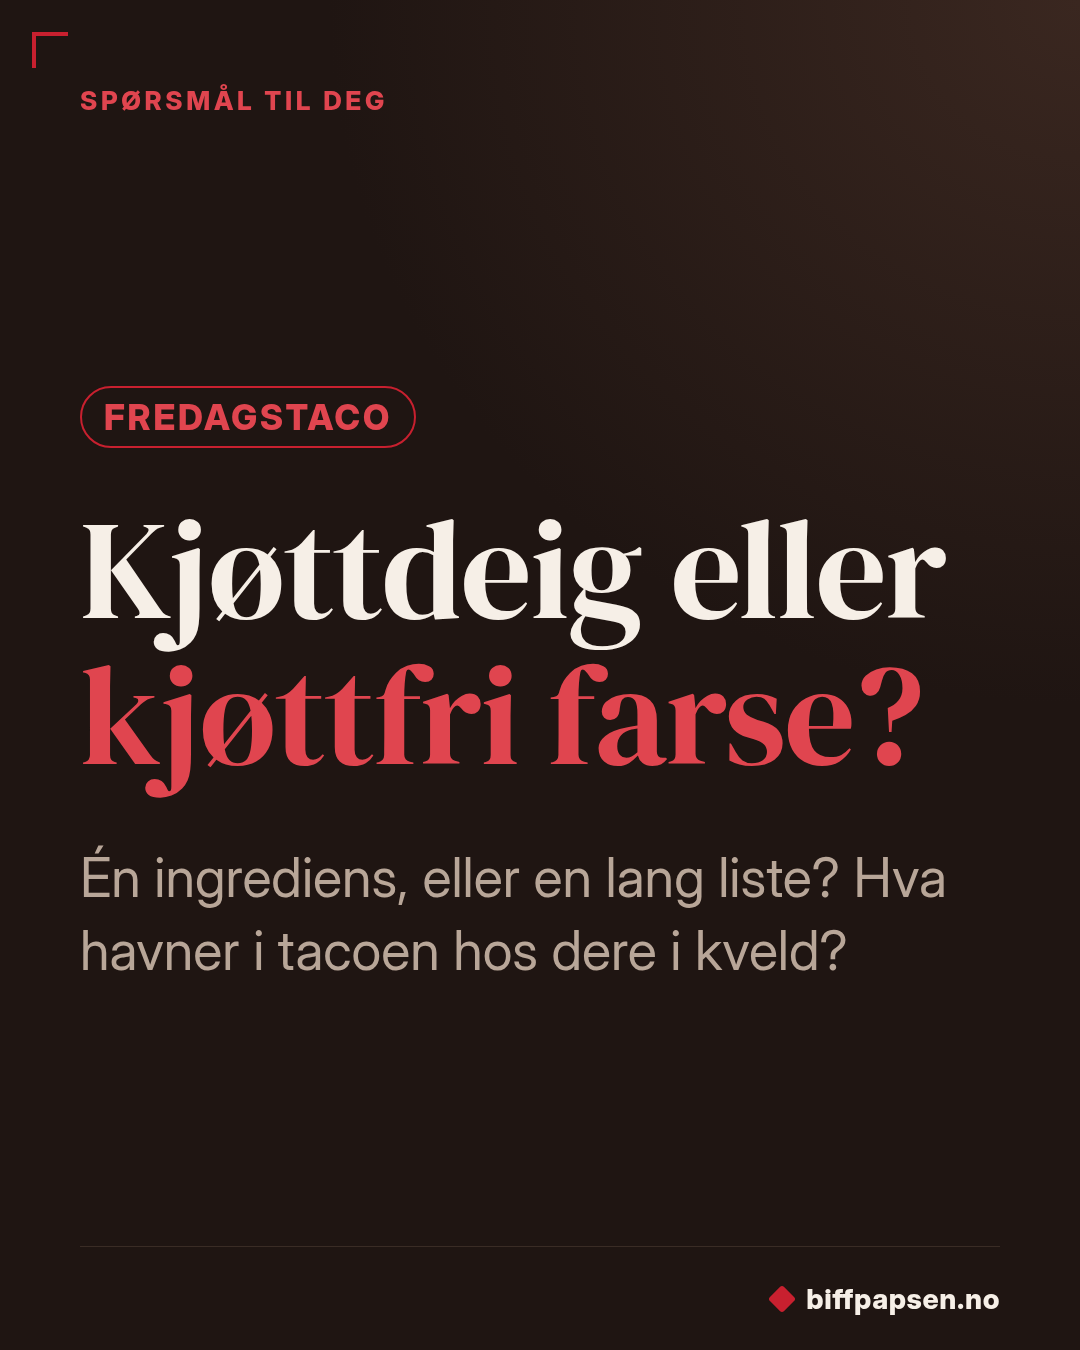 SPØRSMÅL TIL DEG
FREDAGSTACO
Kjøttdeig eller
kjøttfri farse?
Én ingrediens, eller en lang liste? Hva
havner i tacoen hos dere i kveld?
biffpapsen.no